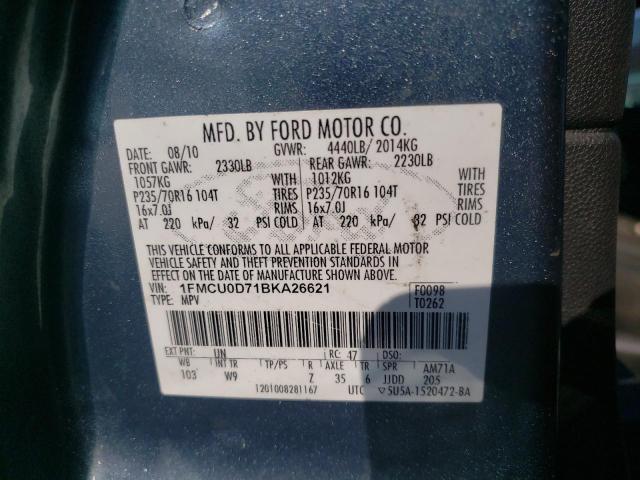 MFD. BY FORD MOTOR CO.
DATE: 08/10 GVWR: 4440LB/ 2014KG
FRONT GAWR: 2330LB REAR GAWR: 2230LB
1057KG WITH 1012KG WITH
P235/70R16 104T TIRES P235/70R16 104T TIRES
16x7.0J RIMS 16x7.0J RIMS
AT 220 kPa/ 32 PSI COLD AT 220 kPa/ 32 PSI COLD
THIS VEHICLE CONFORMS TO ALL APPLICABLE FEDERAL MOTOR
VEHICLE SAFETY AND THEFT PREVENTION STANDARDS IN
EFFECT ON THE DATE OF MANUFACTURE SHOWN ABOVE.
VIN: 1FMCU0D71BKA26621 F0098
TYPE: MPV T0262
EXT PNT: UN RC: 47 DSO:
WB INT TR TP/PS R AXLE TR SPR AM71A
103 W9 Z 35 6 JJDD 205
1201008281167 UTC ▽5U5A-1520472-BA